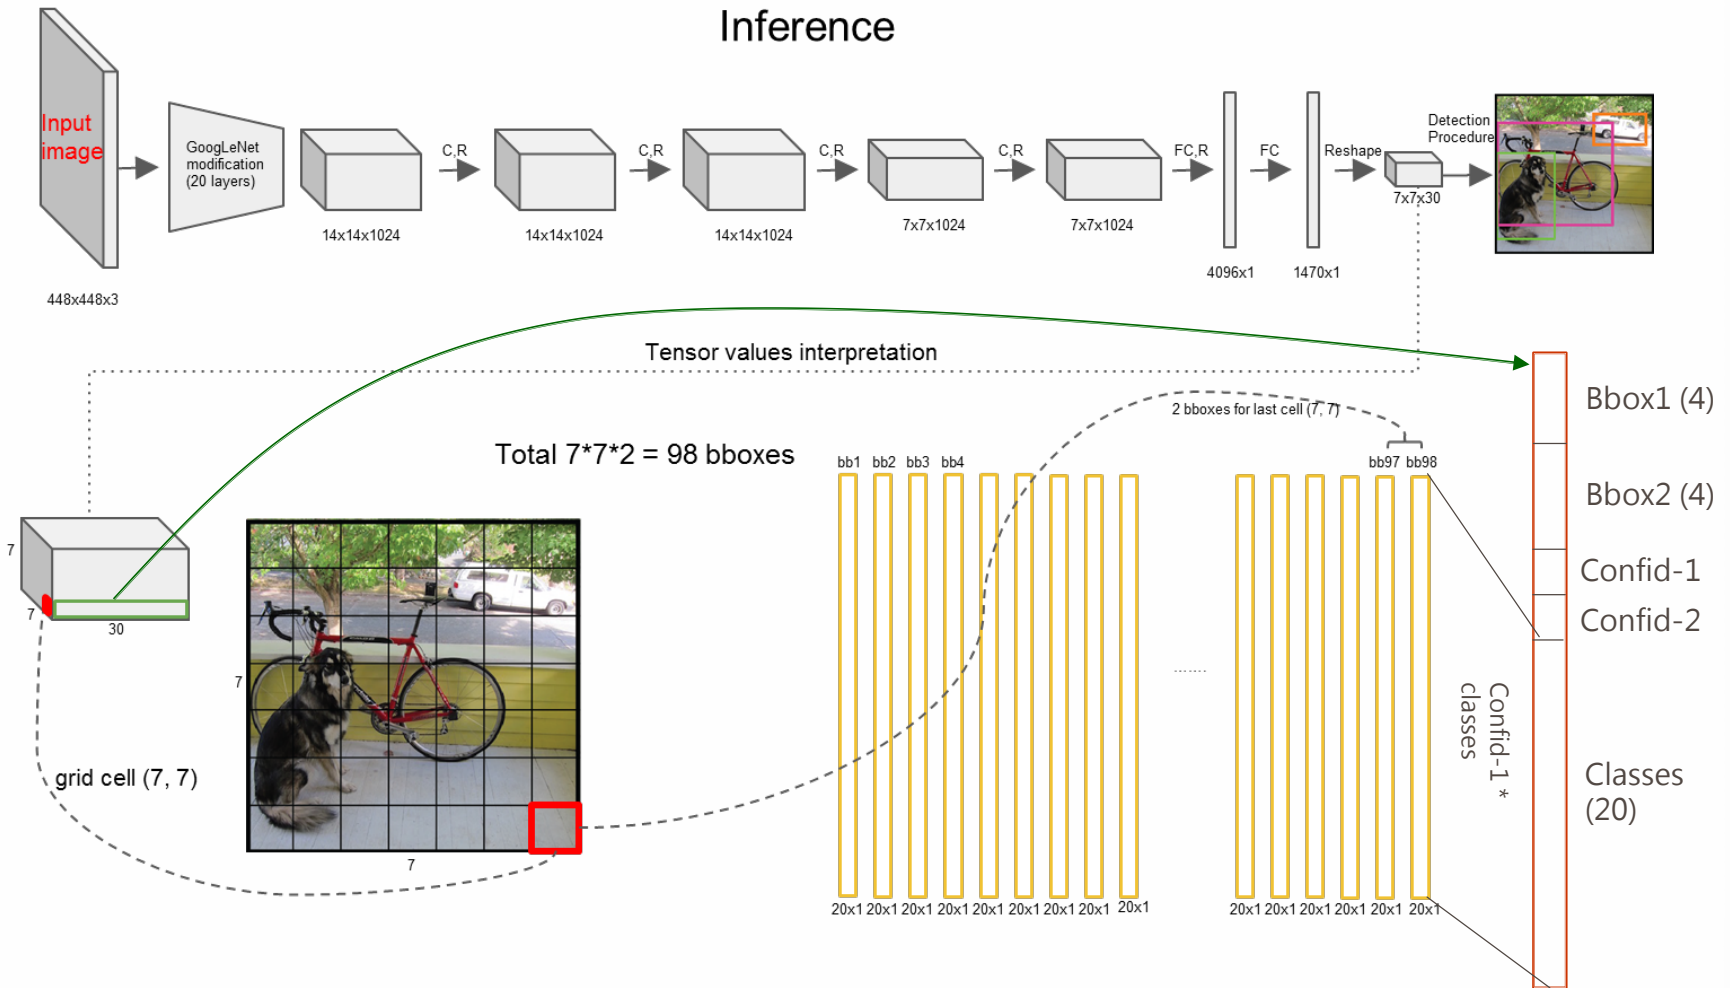 Inference
Input
image
448x448x3
GoogLeNet
modification
(20 layers)
14x14x1024
C,R
14x14x1024
C,R
14x14x1024
C,R
7x7x1024
C,R
7x7x1024
FC,R
4096x1
FC
1470x1
Reshape
7x7x30
Detection
Procedure
Tensor values interpretation
2 bboxes for last cell (7, 7)
Total 7*7*2 = 98 bboxes
bb1 bb2 bb3 bb4
bb97 bb98
7
7
30
7
7
grid cell (7, 7)
.......
20x1 20x1 20x1 20x1 20x1 20x1 20x1 20x1 20x1
20x1 20x1 20x1 20x1 20x1 20x1
Bbox1 (4)
Bbox2 (4)
Confid-1
Confid-2
Confid-1 *
classes
Classes
(20)